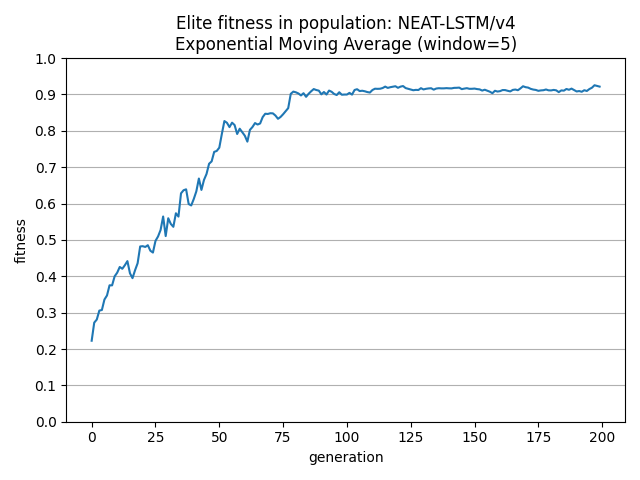 Elite fitness in population: NEAT-LSTM/v4
Exponential Moving Average (window=5)
1.0
0.9
0.8
0.7
0.6
0.5
0.4
0.3
0.2
0.1
0.0
fitness
0 25 50 75 100 125 150 175 200
generation